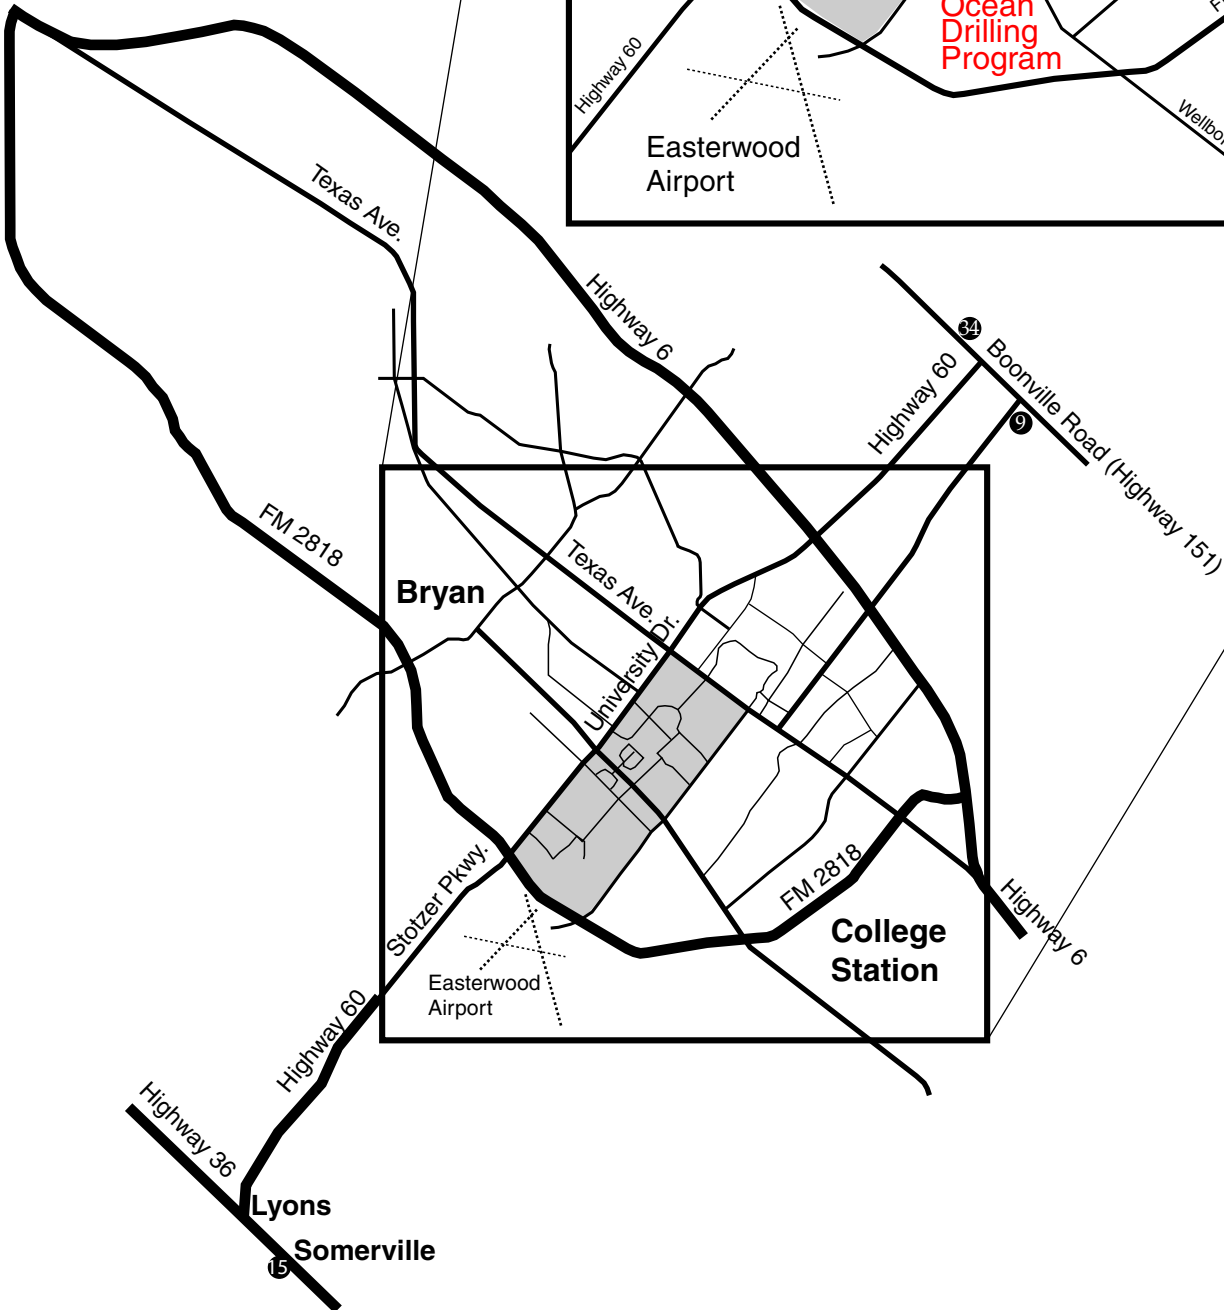 Ocean
Drilling
Program
Highway 60
Easterwood
Airport
Texas Ave.
Highway 6
34
Boonville Road (Highway 151)
Highway 60
9
FM 2818
Bryan
Texas Ave.
University Dr.
Stotzer Pkwy.
FM 2818
College
Station
Highway 6
Easterwood
Airport
Highway 60
Highway 36
Lyons
Somerville
15